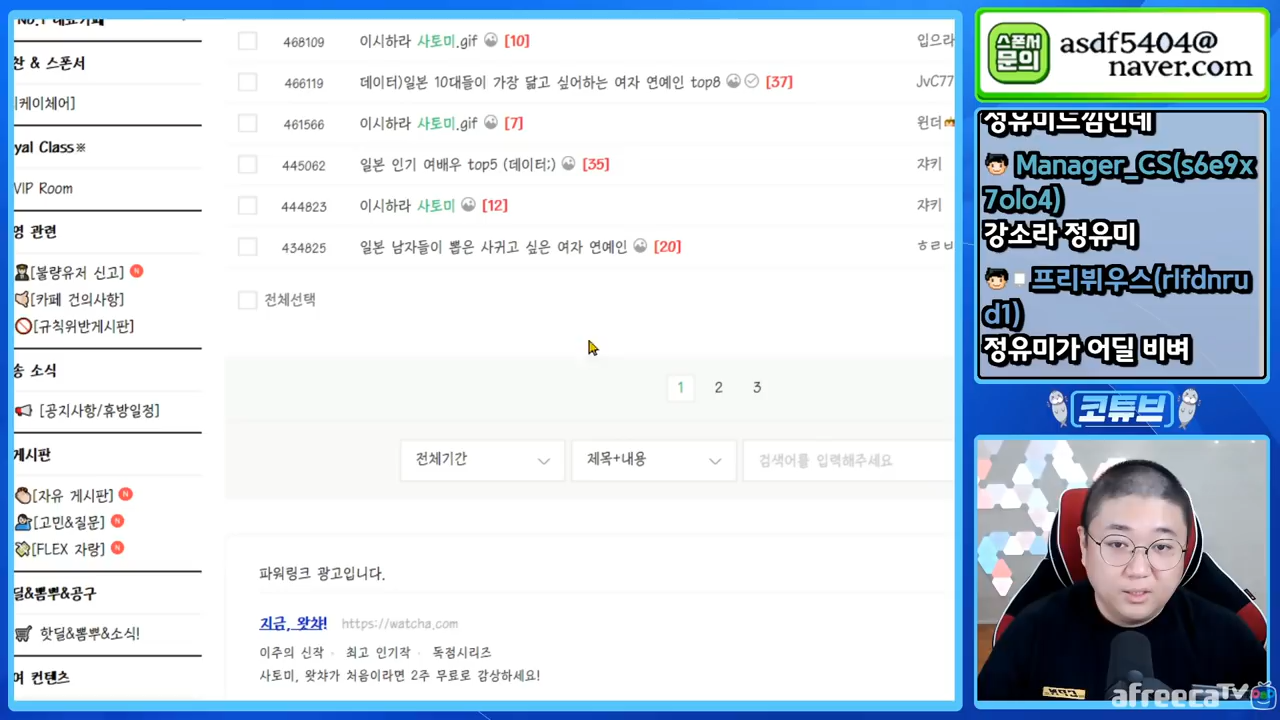 No.1 대표카페
찬 & 스폰서
케이체어]
yal Class※
VIP Room
영 관련
[불량유저 신고] N
[카페 건의사항]
[규칙위반게시판]
송 소식
[공지사항/휴방일정]
게시판
[자유 게시판] N
[고민&질문] N
[FLEX 자랑] N
딜&뽐뿌&공구
핫딜&뽐뿌&소식!
여 컨텐츠
468109 이시하라 사토미.gif [10] 입으라
466119 데이터)일본 10대들이 가장 닮고 싶어하는 여자 연예인 top8 [37] JvC77
461566 이시하라 사토미.gif [7] 윈더
445062 일본 인기 여배우 top5 (데이터;) [35] 쟈키
444823 이시하라 사토미 [12] 쟈키
434825 일본 남자들이 뽑은 사귀고 싶은 여자 연예인 [20] ㅎㄹㅂ
전체선택
1 2 3
전체기간 제목+내용 검색어를 입력해주세요
파워링크 광고입니다.
지금, 왓챠! https://watcha.com
이주의 신작 · 최고 인기작 · 독점시리즈
사토미, 왓챠가 처음이라면 2주 무료로 감상하세요!
스폰서
문의
asdf5404@
naver.com
정유미느낌인데
Manager_CS(s6e9x
7olo4)
강소라 정유미
프리뷔우스(rlfdnru
d1)
정유미가 어딜 비벼
코튜브
afreecaTV